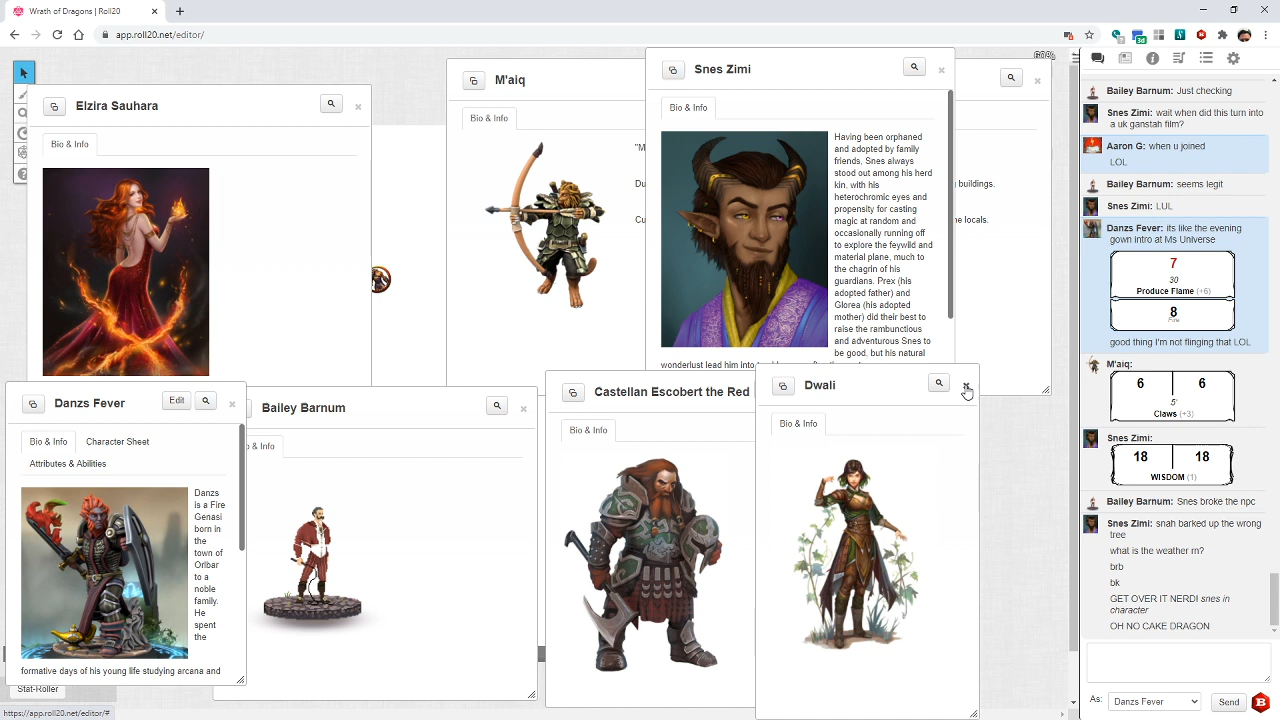 Wrath of Dragons | Roll20
app.roll20.net/editor/
60%
3d
Elzira Sauhara
Bio & Info
M'aiq
Bio & Info
"M
Du
Cu
Snes Zimi
Bio & Info
Having been orphaned
and adopted by family
friends, Snes always
stood out among his herd
kin, with his
heterochromic eyes and
propensity for casting
magic at random and
occasionally running off
to explore the feywild and
material plane, much to
the chagrin of his
guardians. Prex (his
adopted father) and
Glorea (his adopted
mother) did their best to
raise the rambunctious
and adventurous Snes to
be good, but his natural
buildings.
he locals.
Danzs Fever
Edit
Bio & Info
Character Sheet
Attributes & Abilities
Danzs
is a Fire
Genasi
born in
the
town of
Orlbar
to a
noble
family.
He
spent
the
formative days of his young life studying arcana and
Bailey Barnum
o & Info
Castellan Escobert the Red
Bio & Info
Dwali
Bio & Info
Stat-Roller
https://app.roll20.net/editor/#
Bailey Barnum: Just checking
Snes Zimi: wait when did this turn into
a uk ganstah film?
Aaron G: when u joined
LOL
Bailey Barnum: seems legit
Snes Zimi: LUL
Danzs Fever: its like the evening
gown intro at Ms Universe
7
30
Produce Flame (+6)
8
Fire
good thing I'm not flinging that LOL
M'aiq:
6 6
5'
Claws (+3)
Snes Zimi:
18 18
WISDOM (1)
Bailey Barnum: Snes broke the npc
Snes Zimi: snah barked up the wrong
tree
what is the weather rn?
brb
bk
GET OVER IT NERD! snes in
character
OH NO CAKE DRAGON
As:
Danzs Fever
Send